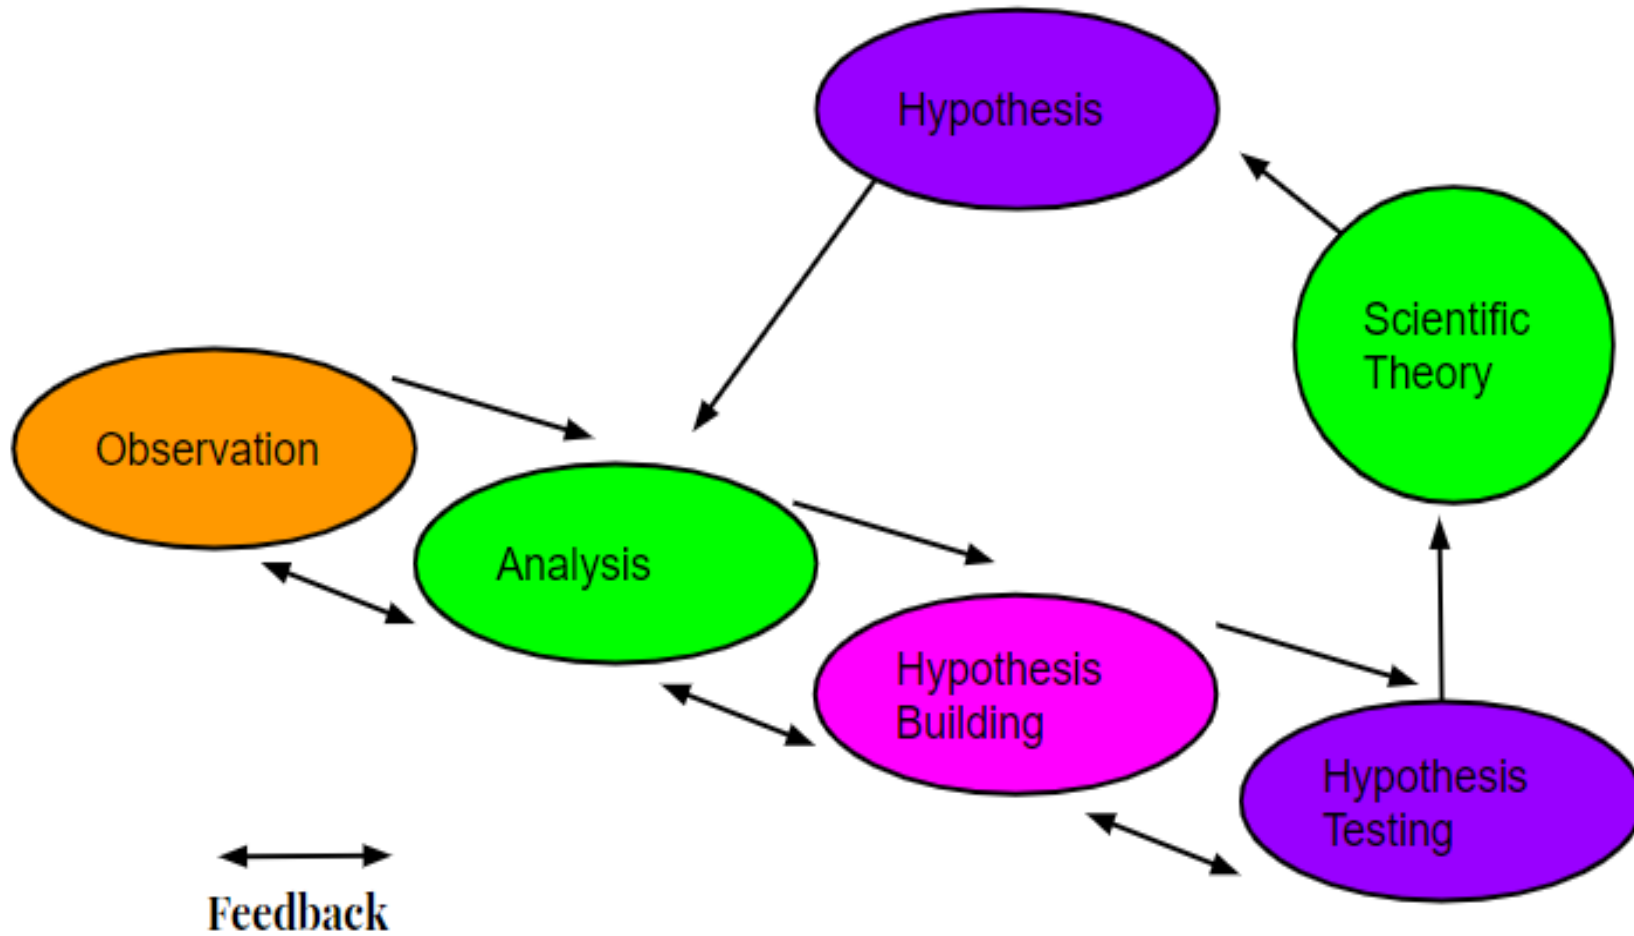 Hypothesis
Scientific
Theory
Observation
Analysis
Hypothesis
Building
Hypothesis
Testing
Feedback